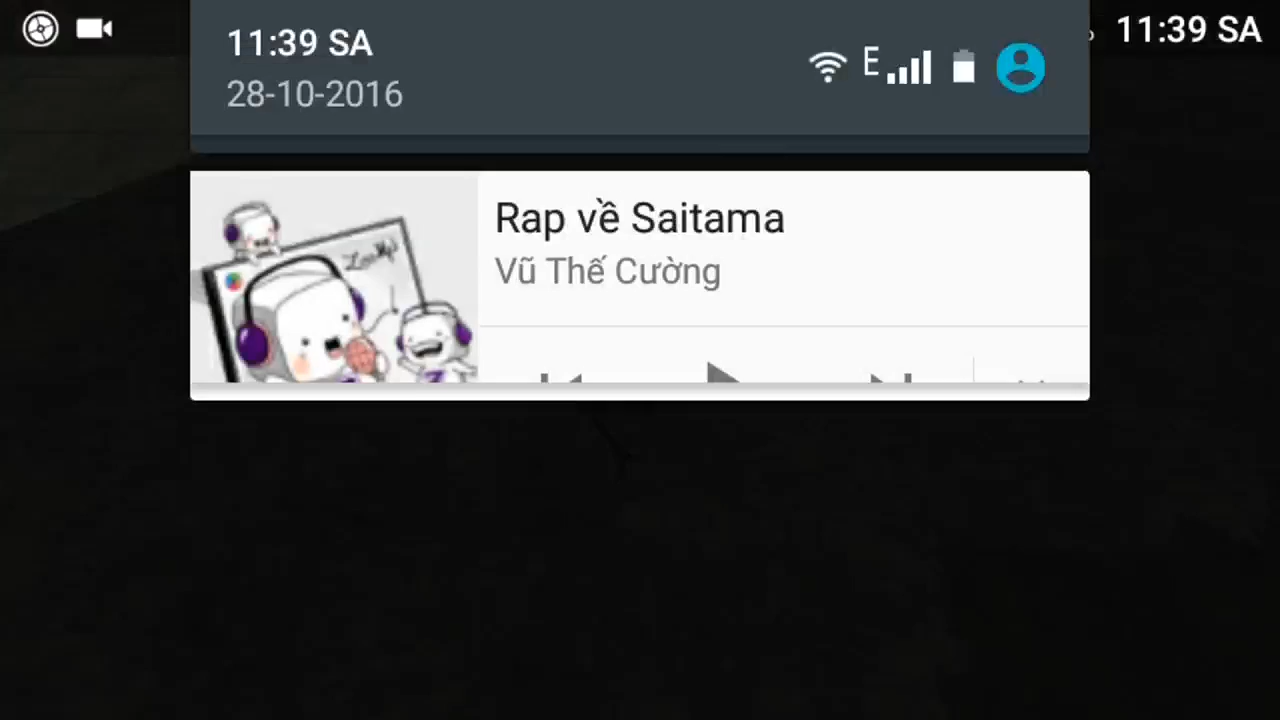 11:39 SA
11:39 SA
28-10-2016
E
Rap về Saitama
Vũ Thế Cường